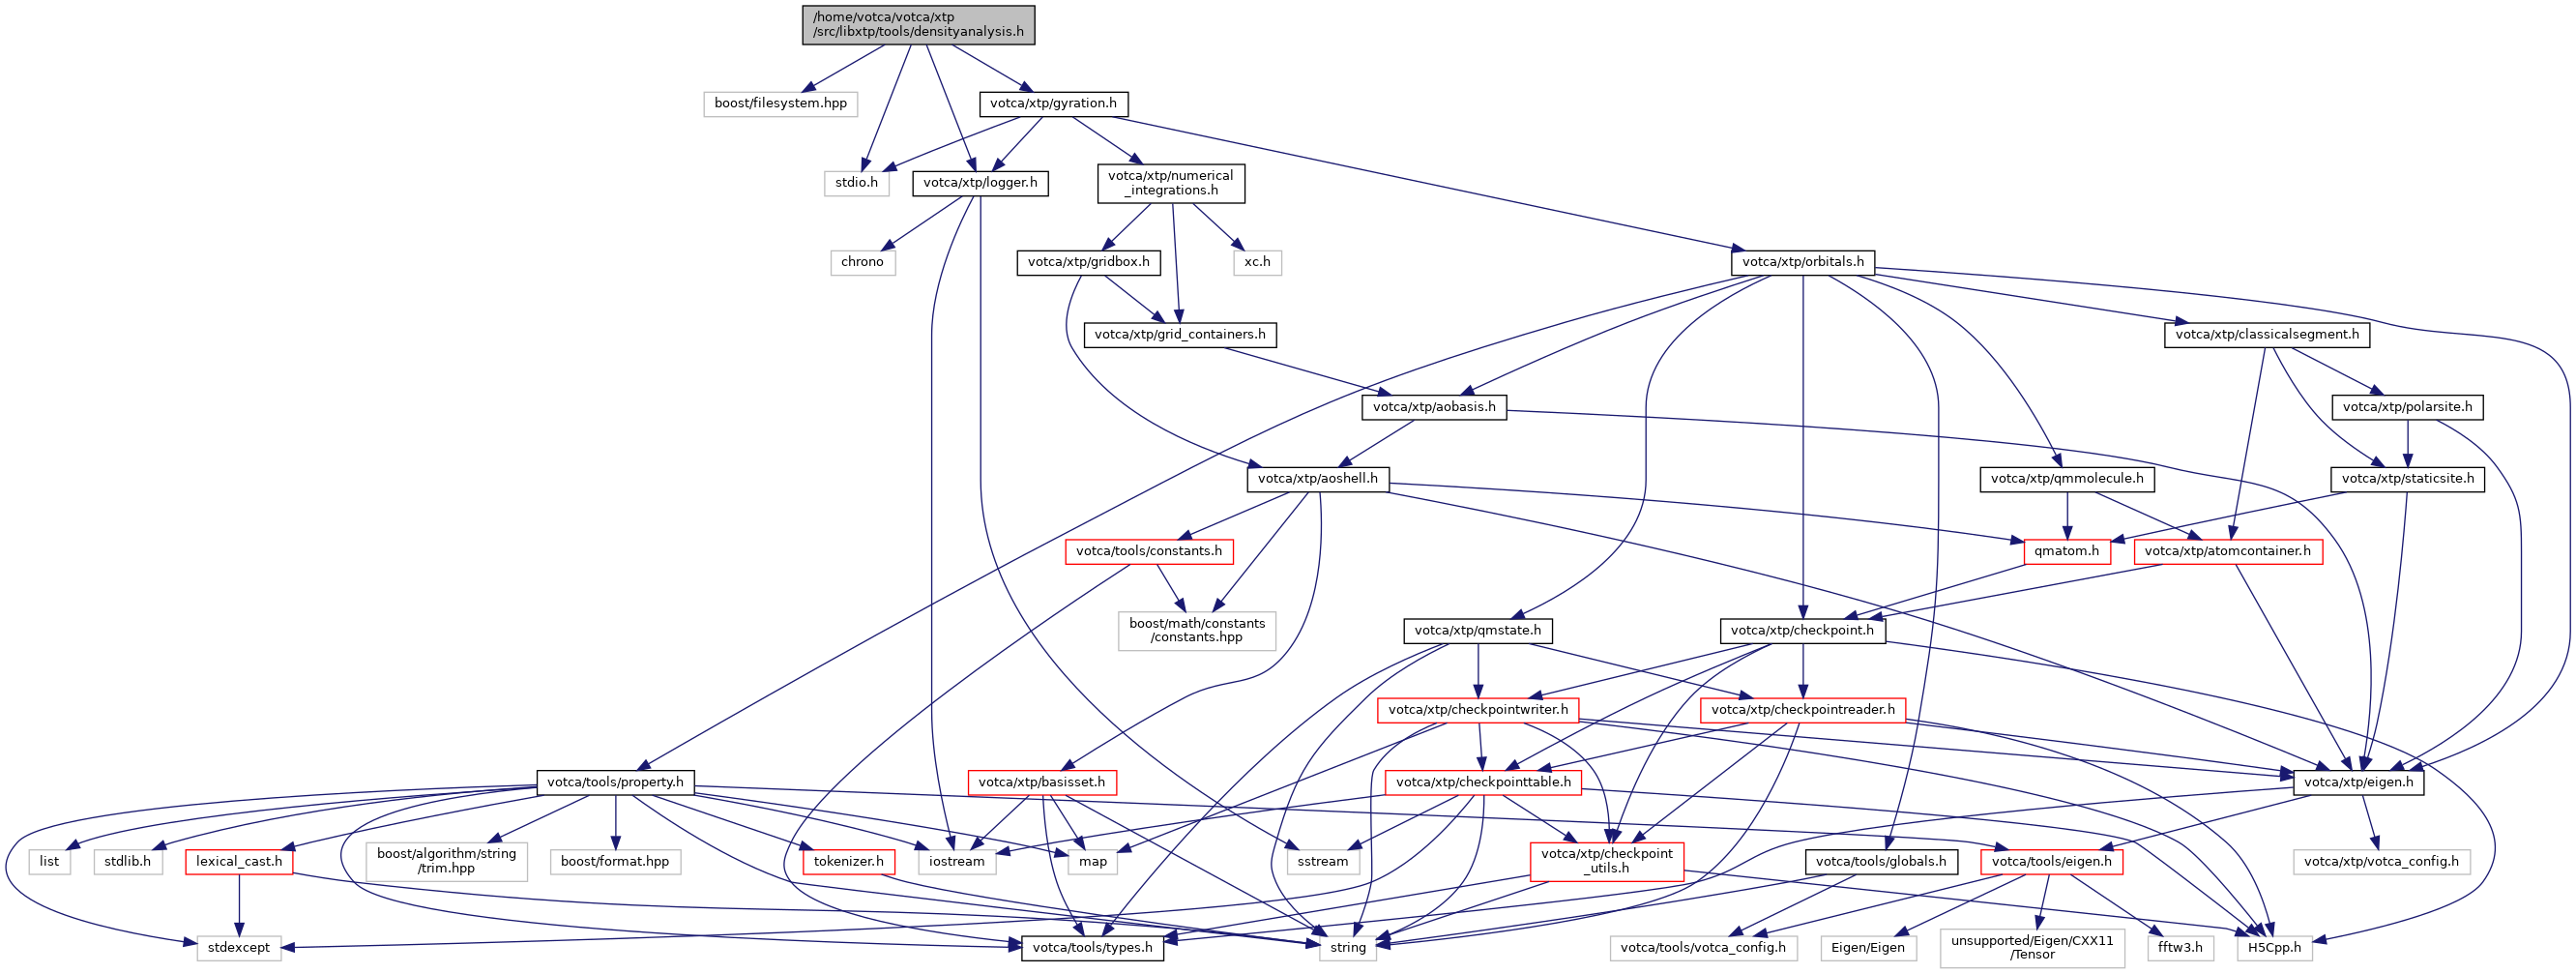 /home/votca/votca/xtp
/src/libxtp/tools/densityanalysis.h
boost/filesystem.hpp
votca/xtp/gyration.h
stdio.h
votca/xtp/logger.h
votca/xtp/numerical
_integrations.h
chrono
votca/xtp/gridbox.h
xc.h
votca/xtp/orbitals.h
votca/xtp/grid_containers.h
votca/xtp/classicalsegment.h
votca/xtp/aobasis.h
votca/xtp/polarsite.h
votca/xtp/aoshell.h
votca/xtp/qmmolecule.h
votca/xtp/staticsite.h
votca/tools/constants.h
qmatom.h
votca/xtp/atomcontainer.h
boost/math/constants
/constants.hpp
votca/xtp/qmstate.h
votca/xtp/checkpoint.h
votca/xtp/checkpointwriter.h
votca/xtp/checkpointreader.h
votca/tools/property.h
votca/xtp/basisset.h
votca/xtp/checkpointtable.h
votca/xtp/eigen.h
list
stdlib.h
lexical_cast.h
boost/algorithm/string
/trim.hpp
boost/format.hpp
tokenizer.h
iostream
map
sstream
votca/xtp/checkpoint
_utils.h
votca/tools/globals.h
votca/tools/eigen.h
votca/xtp/votca_config.h
stdexcept
votca/tools/types.h
string
votca/tools/votca_config.h
Eigen/Eigen
unsupported/Eigen/CXX11
/Tensor
fftw3.h
H5Cpp.h